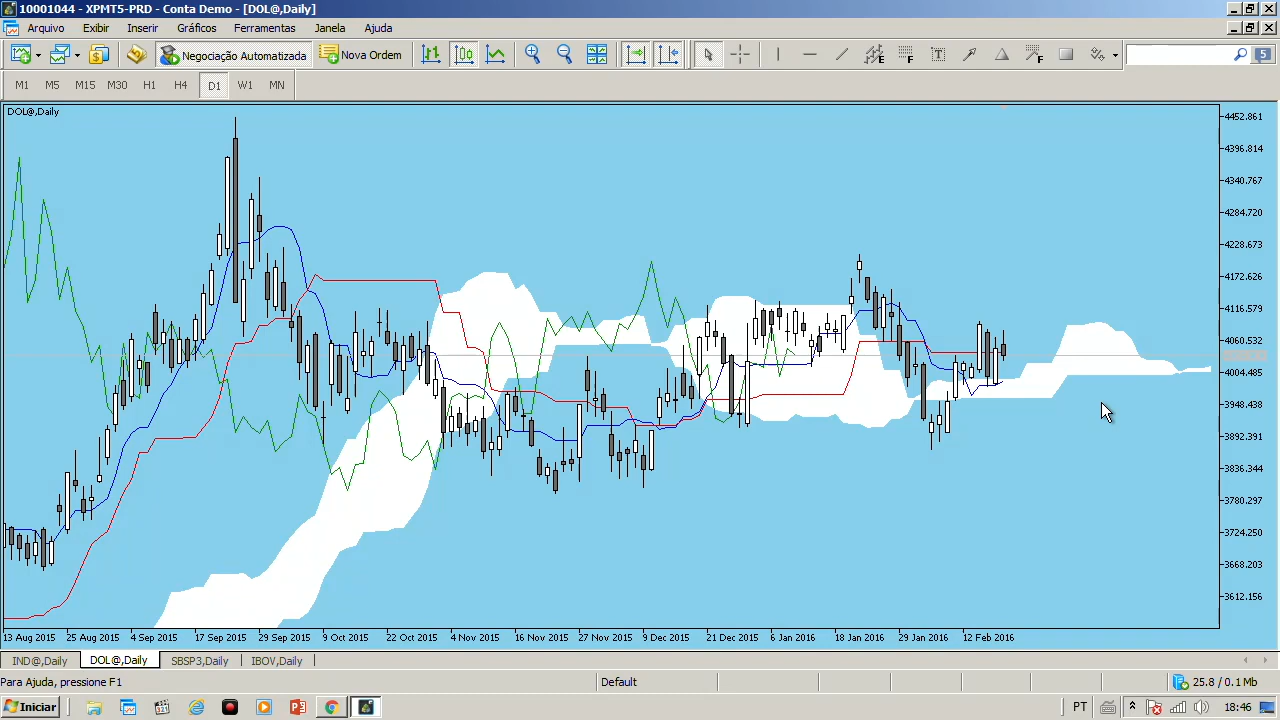 10001044 - XPMT5-PRD - Conta Demo - [DOL@,Daily]
Arquivo Exibir Inserir Gráficos Ferramentas Janela Ajuda
Negociação Automatizada Nova Ordem 5
M1 M5 M15 M30 H1 H4 D1 W1 MN
DOL@,Daily
4452.861
4396.814
4340.767
4284.720
4228.673
4172.626
4116.579
4060.532
4004.485
3948.438
3892.391
3836.344
3780.297
3724.250
3668.203
3612.156
13 Aug 2015 25 Aug 2015 4 Sep 2015 17 Sep 2015 29 Sep 2015 9 Oct 2015 22 Oct 2015 4 Nov 2015 16 Nov 2015 27 Nov 2015 9 Dec 2015 21 Dec 2015 6 Jan 2016 18 Jan 2016 29 Jan 2016 12 Feb 2016
IND@,Daily DOL@,Daily SBSP3,Daily IBOV,Daily
Para Ajuda, pressione F1 Default 25.8 / 0.1 Mb
Iniciar PT 18:46